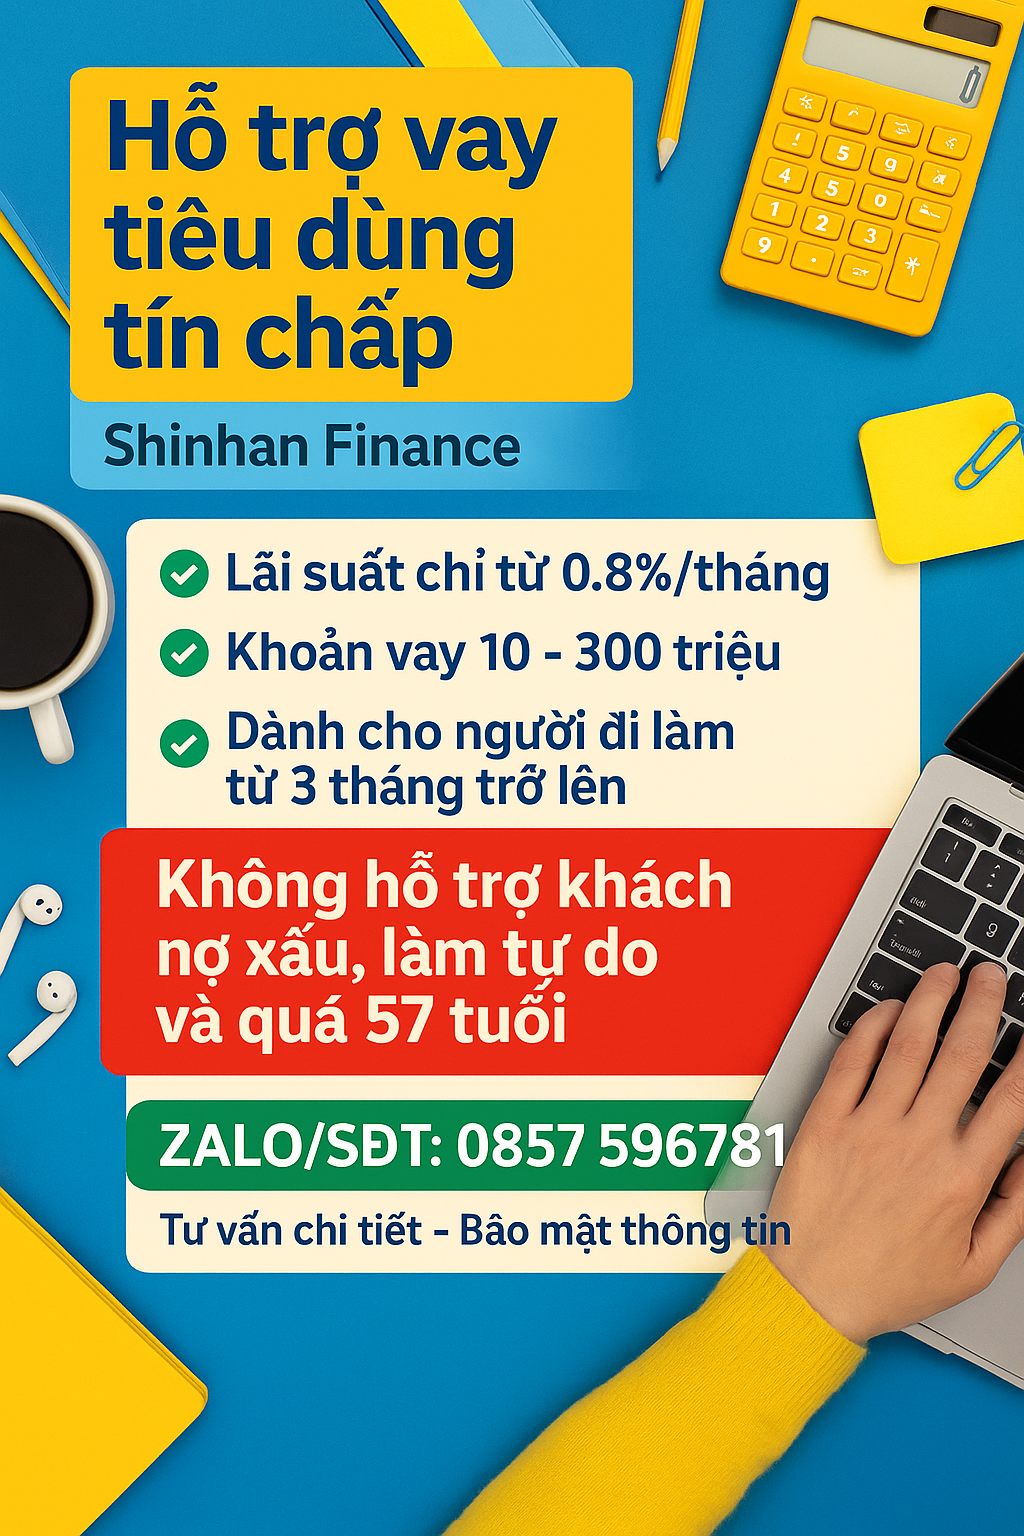 Hỗ trợ vay
tiêu dùng
tín chấp
Shinhan Finance
Lãi suất chỉ từ 0.8%/tháng
Khoản vay 10 - 300 triệu
Dành cho người đi làm
từ 3 tháng trỡ lên
Không hỗ trợ khách
nợ xấu, làm tự do
và quá 57 tuổi
ZALO/SĐT: 0857 596781
Tư vấn chi tiết - Bâo mật thông tin